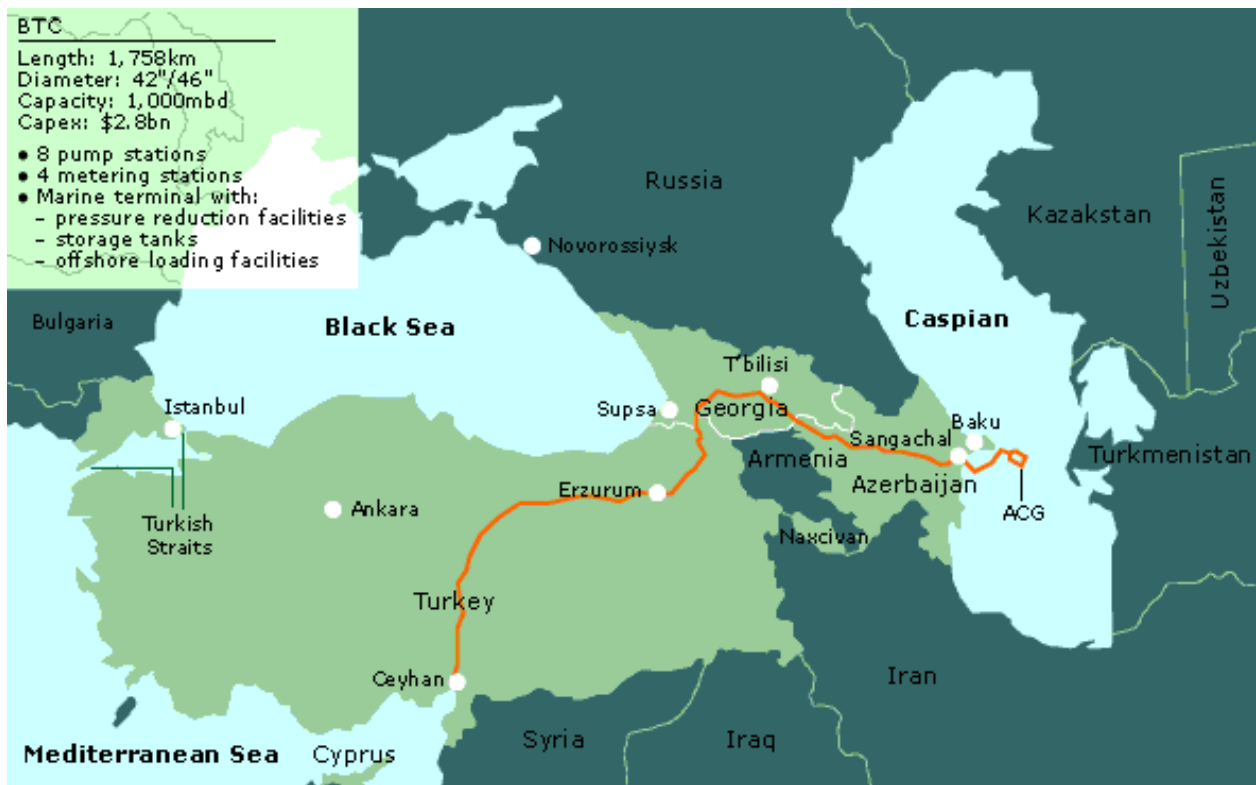 BTC
Length: 1,758km
Diameter: 42"/46"
Capacity: 1,000mbd
Capex: $2.8bn
• 8 pump stations
• 4 metering stations
• Marine terminal with:
– pressure reduction facilities
– storage tanks
– offshore loading facilities
Russia
Kazakstan
Uzbekistan
Novorossiysk
Bulgaria
Black Sea
Caspian
T'bilisi
Istanbul
Supsa
Georgia
Baku
Sangachal
Armenia
Turkmenistan
Azerbaijan
Erzurum
Ankara
ACG
Turkish
Straits
Naxcivan
Turkey
Ceyhan
Iran
Syria
Iraq
Mediterranean Sea
Cyprus